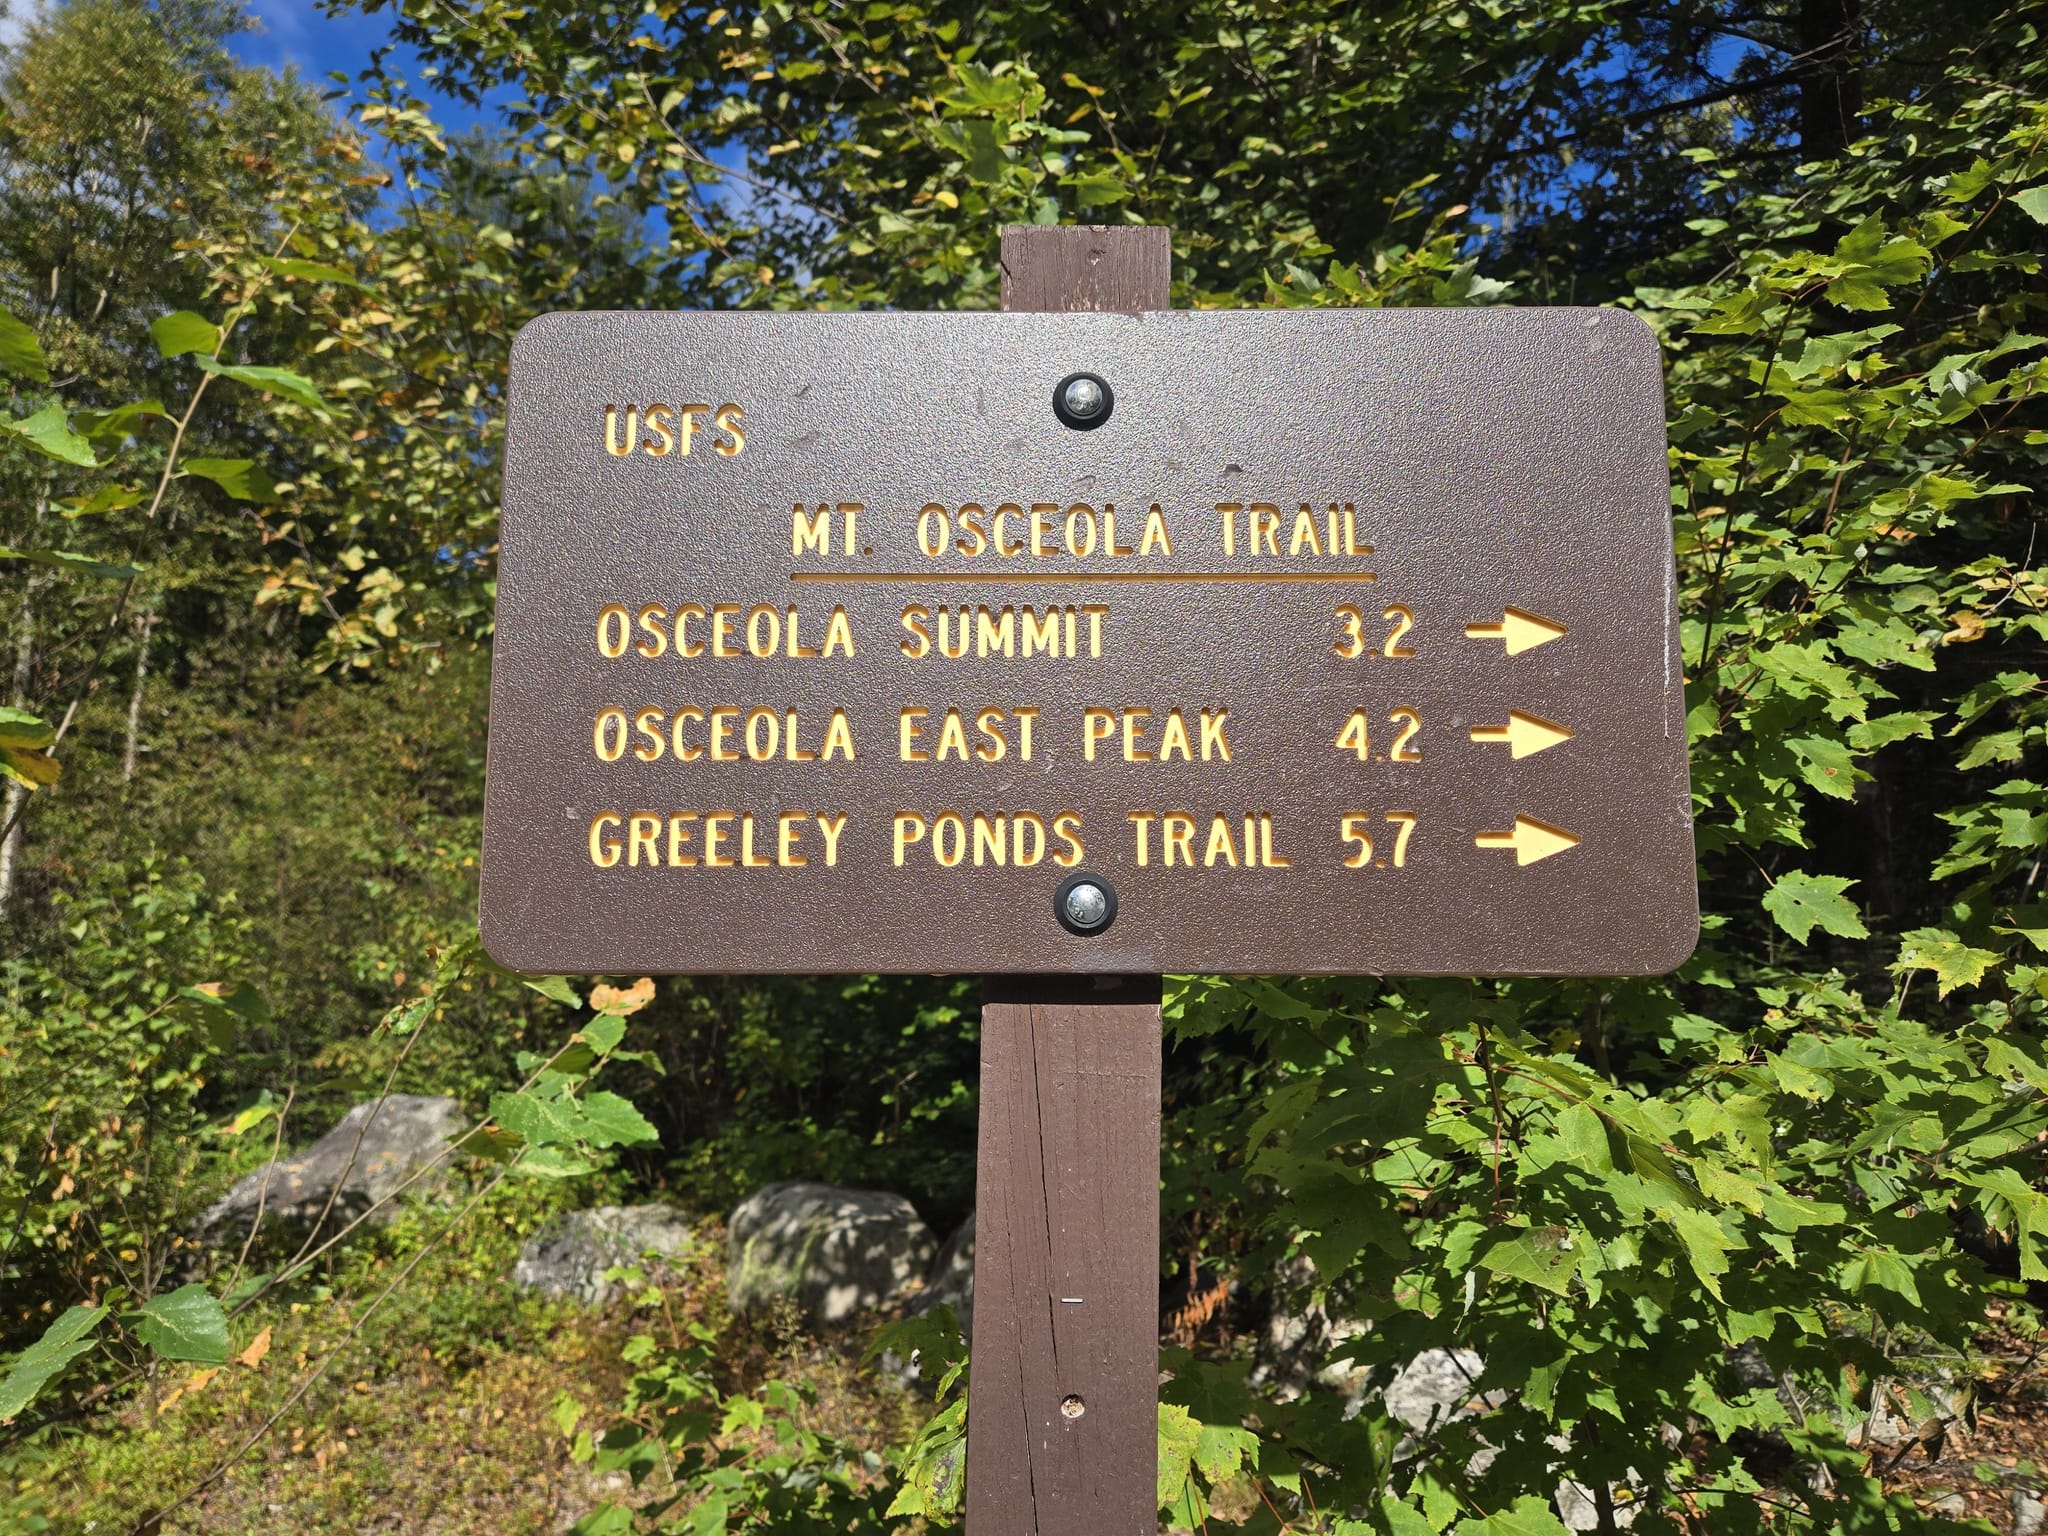 USFS
MT. OSCEOLA TRAIL
OSCEOLA SUMMIT 3.2
OSCEOLA EAST PEAK 4.2
GREELEY PONDS TRAIL 5.7